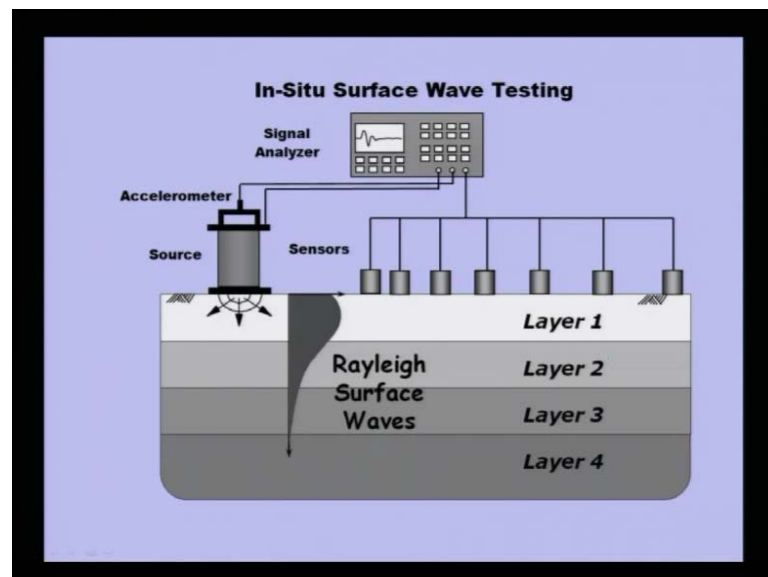 In-Situ Surface Wave Testing
Signal
Analyzer
Accelerometer
Source
Sensors
Layer 1
Rayleigh
Surface
Waves
Layer 2
Layer 3
Layer 4